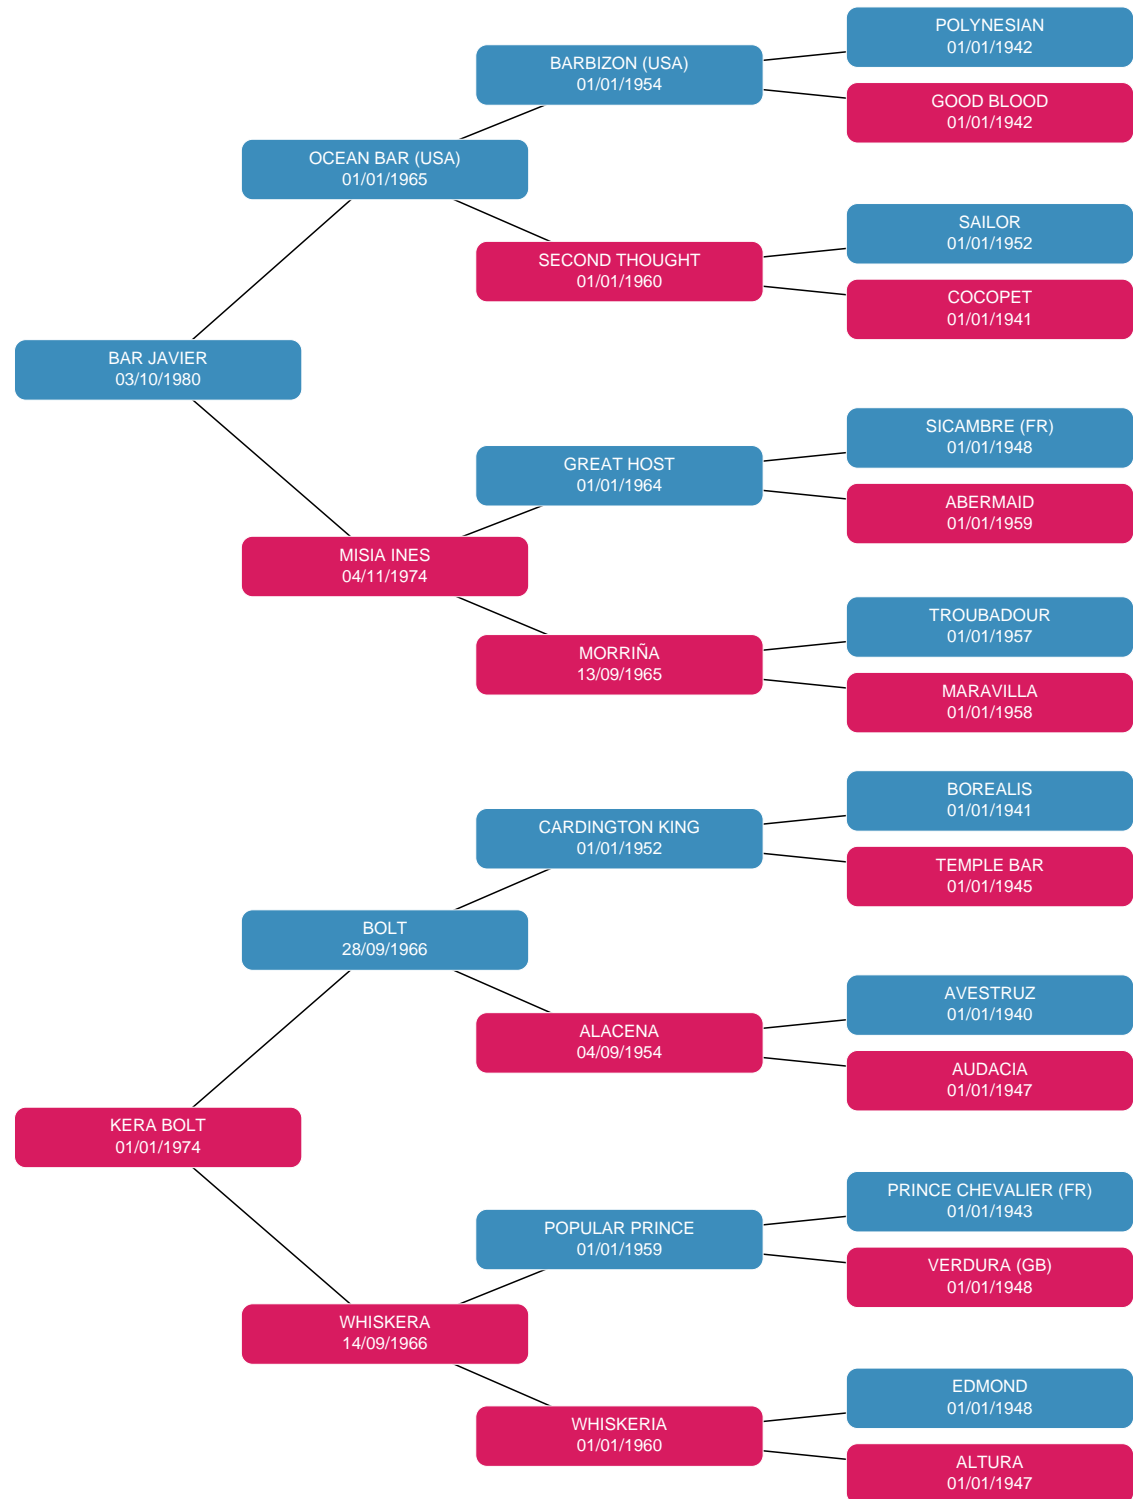 POLYNESIAN
01/01/1942
BARBIZON (USA)
01/01/1954
GOOD BLOOD
01/01/1942
OCEAN BAR (USA)
01/01/1965
SAILOR
01/01/1952
SECOND THOUGHT
01/01/1960
COCOPET
01/01/1941
BAR JAVIER
03/10/1980
SICAMBRE (FR)
01/01/1948
GREAT HOST
01/01/1964
ABERMAID
01/01/1959
MISIA INES
04/11/1974
TROUBADOUR
01/01/1957
MORRIÑA
13/09/1965
MARAVILLA
01/01/1958
BOREALIS
01/01/1941
CARDINGTON KING
01/01/1952
TEMPLE BAR
01/01/1945
BOLT
28/09/1966
AVESTRUZ
01/01/1940
ALACENA
04/09/1954
AUDACIA
01/01/1947
KERA BOLT
01/01/1974
PRINCE CHEVALIER (FR)
01/01/1943
POPULAR PRINCE
01/01/1959
VERDURA (GB)
01/01/1948
WHISKERA
14/09/1966
EDMOND
01/01/1948
WHISKERIA
01/01/1960
ALTURA
01/01/1947